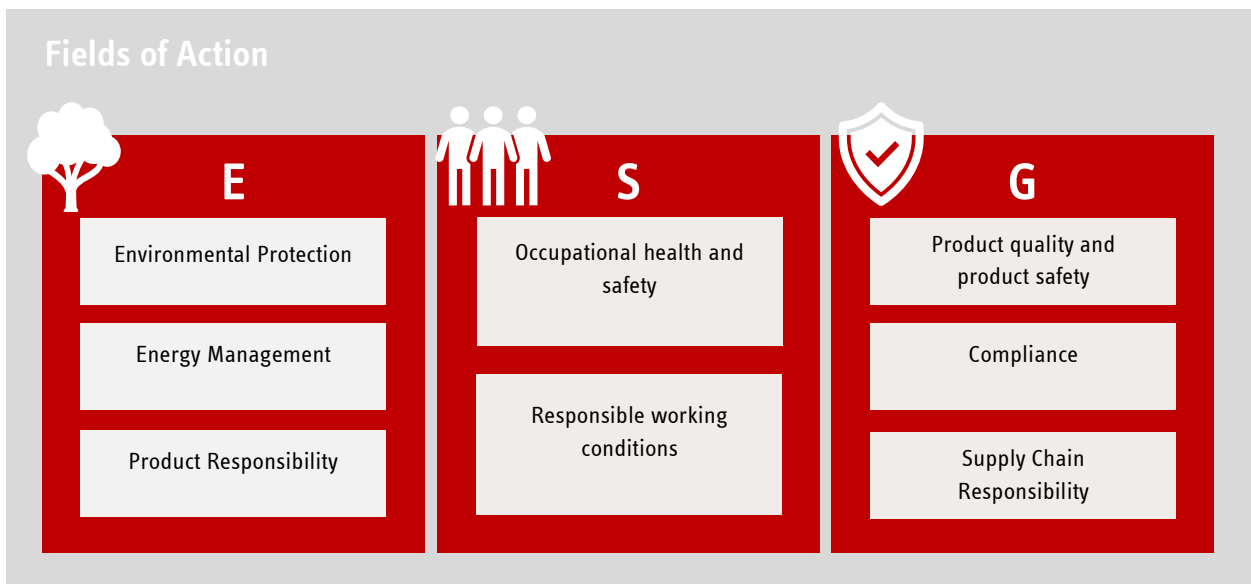 Fields of Action
E
Environmental Protection
Energy Management
Product Responsibility
S
Occupational health and
safety
Responsible working
conditions
G
Product quality and
product safety
Compliance
Supply Chain
Responsibility